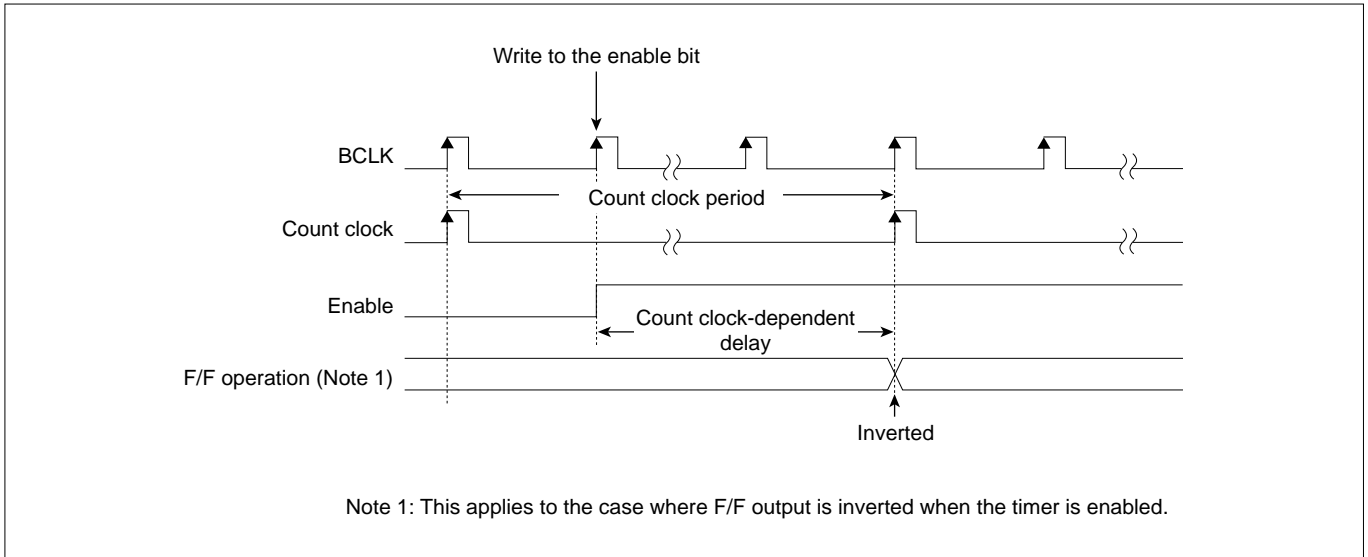 Write to the enable bit
BCLK
Count clock period
Count clock
Enable
Count clock-dependent
delay
F/F operation (Note 1)
Inverted
Note 1: This applies to the case where F/F output is inverted when the timer is enabled.